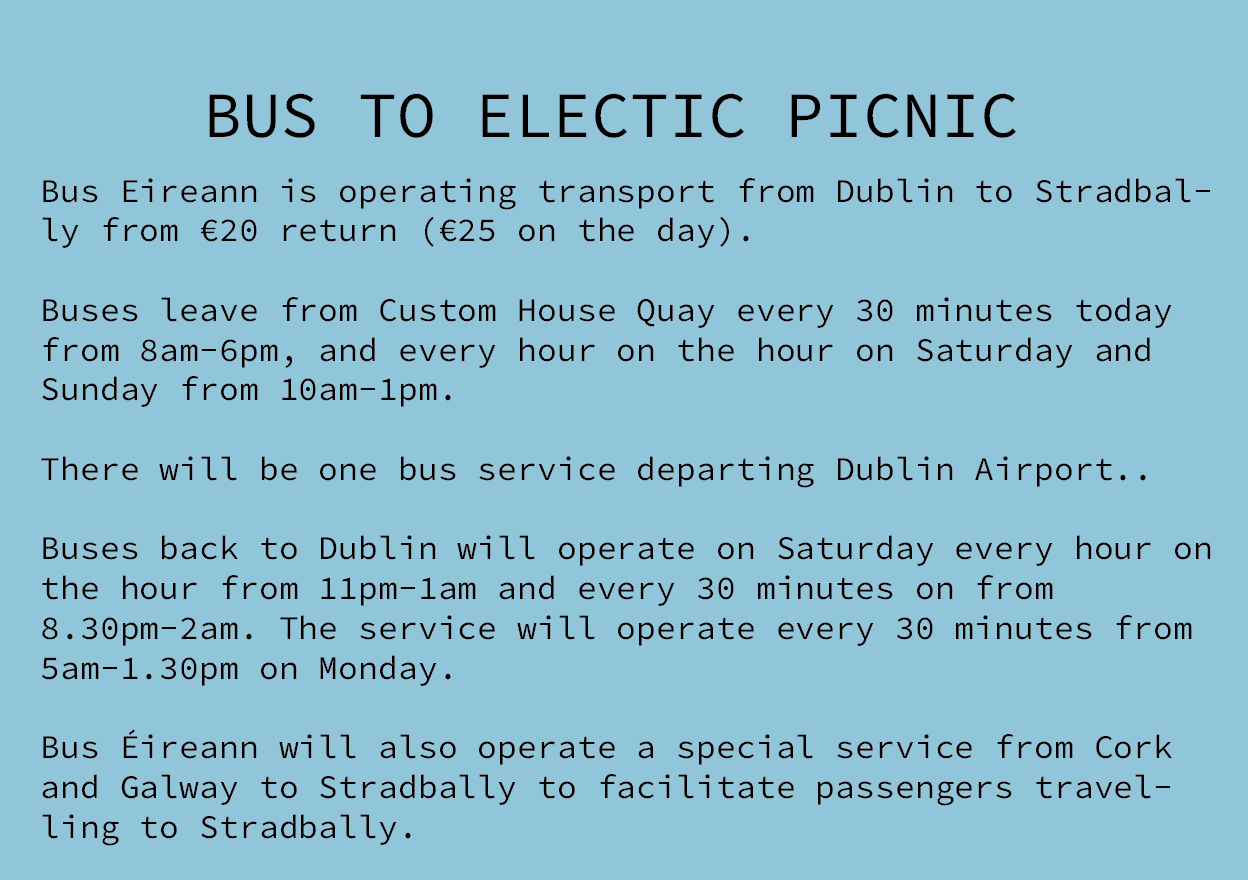 BUS TO ELECTIC PICNIC
Bus Eireann is operating transport from Dublin to Stradbal-
ly from €20 return (€25 on the day).
Buses leave from Custom House Quay every 30 minutes today
from 8am-6pm, and every hour on the hour on Saturday and
Sunday from 10am-1pm.
There will be one bus service departing Dublin Airport..
Buses back to Dublin will operate on Saturday every hour on
the hour from 11pm-1am and every 30 minutes on from
8.30pm-2am. The service will operate every 30 minutes from
5am-1.30pm on Monday.
Bus Éireann will also operate a special service from Cork
and Galway to Stradbally to facilitate passengers travel-
ling to Stradbally.